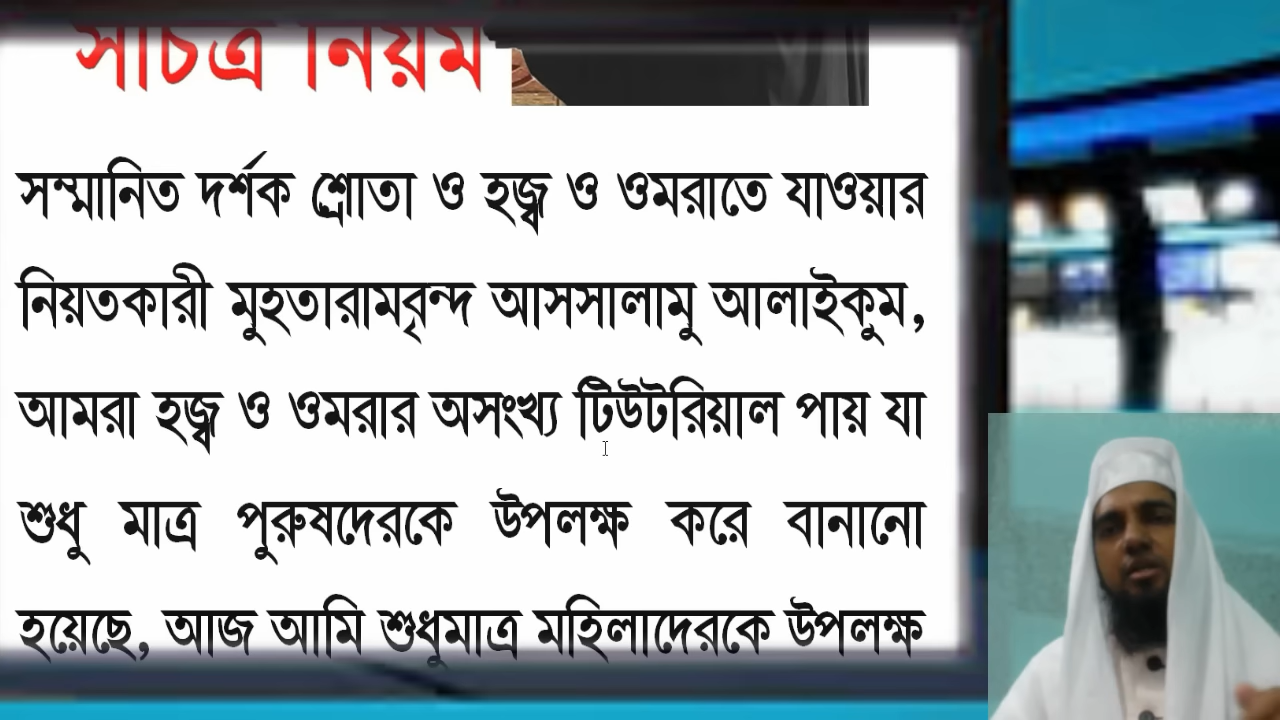 সচিত্র নিয়ম
সম্মানিত দর্শক শ্রোতা ও হজ্ব ও ওমরাতে যাওয়ার
নিয়তকারী মুহতারামবৃন্দ আসসালামু আলাইকুম,
আমরা হজ্ব ও ওমরার অসংখ্য টিউটরিয়াল পায় যা
শুধু মাত্র পুরুষদেরকে উপলক্ষ করে বানানো
হয়েছে, আজ আমি শুধুমাত্র মহিলাদেরকে উপলক্ষ